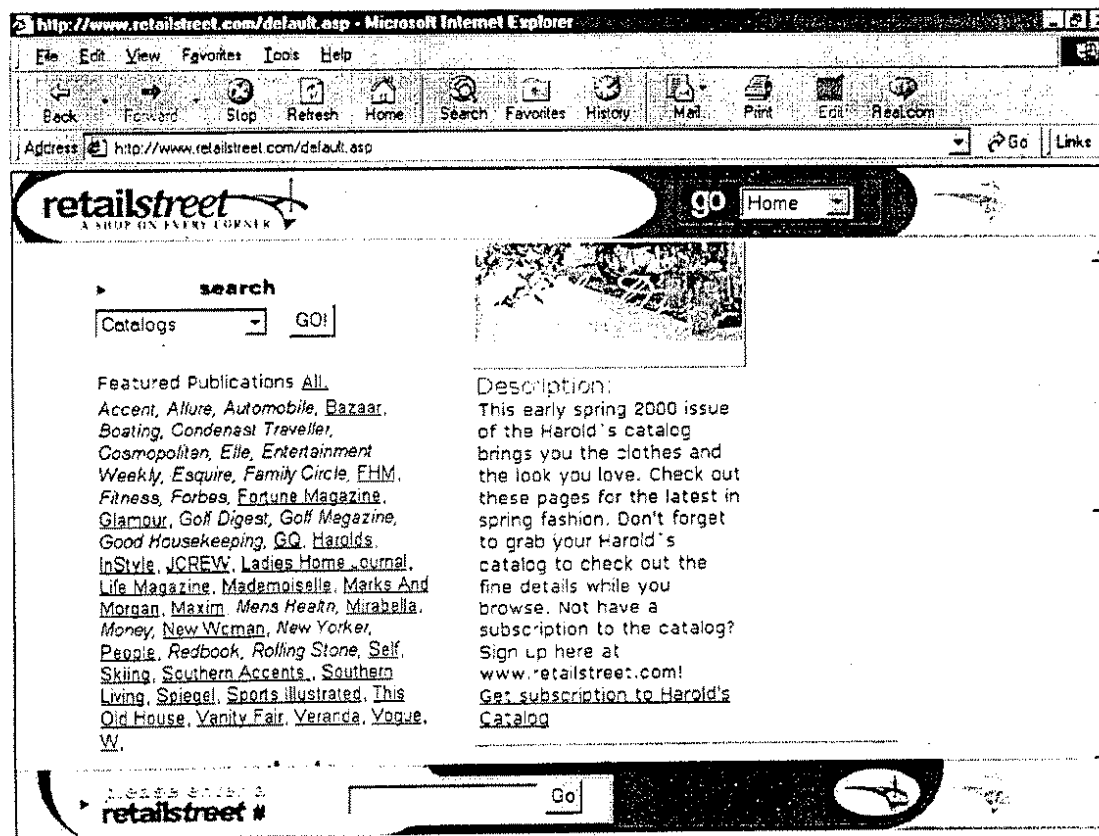 http://www.retailstreet.com/default.asp - Microsoft Internet Explorer
File Edit View Favorites Tools Help
Back Forward Stop Refresh Home Search Favorites History Mail Print Edit Real.com
Address http://www.retailstreet.com/default.asp Go Links
retailstreet go Home
A SHOP ON EVERY CORNER
search
Catalogs GO!
Featured Publications All,
Accent, Allure, Automobile, Bazaar,
Boating, Condenast Traveller,
Cosmopolitan, Elle, Entertainment
Weekly, Esquire, Family Circle, FHM,
Fitness, Forbes, Fortune Magazine,
Glamour, Golf Digest, Golf Magazine,
Good Housekeeping, GQ, Harolds,
InStyle, JCREW, Ladies Home Journal,
Life Magazine, Mademoiselle, Marks And
Morgan, Maxim, Mens Health, Mirabella,
Money, New Woman, New Yorker,
People, Redbook, Rolling Stone, Self,
Skiing, Southern Accents, Southern
Living, Spiegel, Sports Illustrated, This
Old House, Vanity Fair, Veranda, Vogue,
W,
Description:
This early spring 2000 issue
of the Harold`s catalog
brings you the clothes and
the look you love. Check out
these pages for the latest in
spring fashion. Don't forget
to grab your Harold`s
catalog to check out the
fine details while you
browse. Not have a
subscription to the catalog?
Sign up here at
www.retailstreet.com!
Get subscription to Harold's
Catalog
please enter a
retailstreet # Go